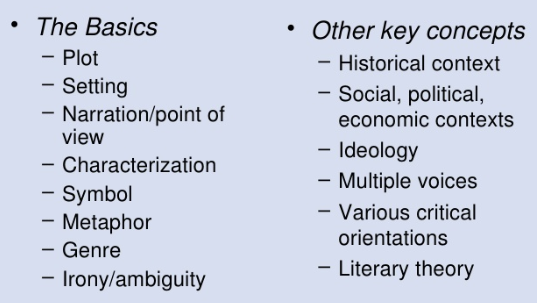 • The Basics
– Plot
– Setting
– Narration/point of
view
– Characterization
– Symbol
– Metaphor
– Genre
– Irony/ambiguity
• Other key concepts
– Historical context
– Social, political,
economic contexts
– Ideology
– Multiple voices
– Various critical
orientations
– Literary theory